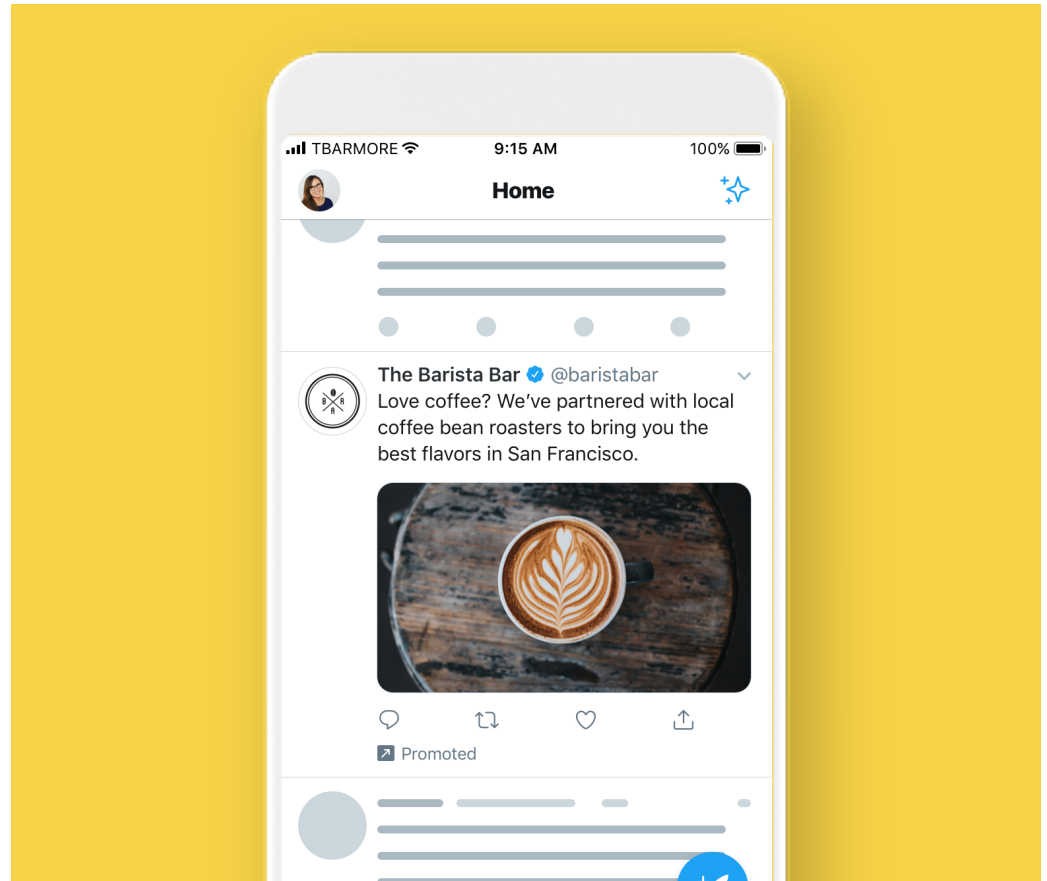 TBARMORE 9:15 AM 100%
Home
The Barista Bar @baristabar
Love coffee? We’ve partnered with local
coffee bean roasters to bring you the
best flavors in San Francisco.
B A R
A
Promoted